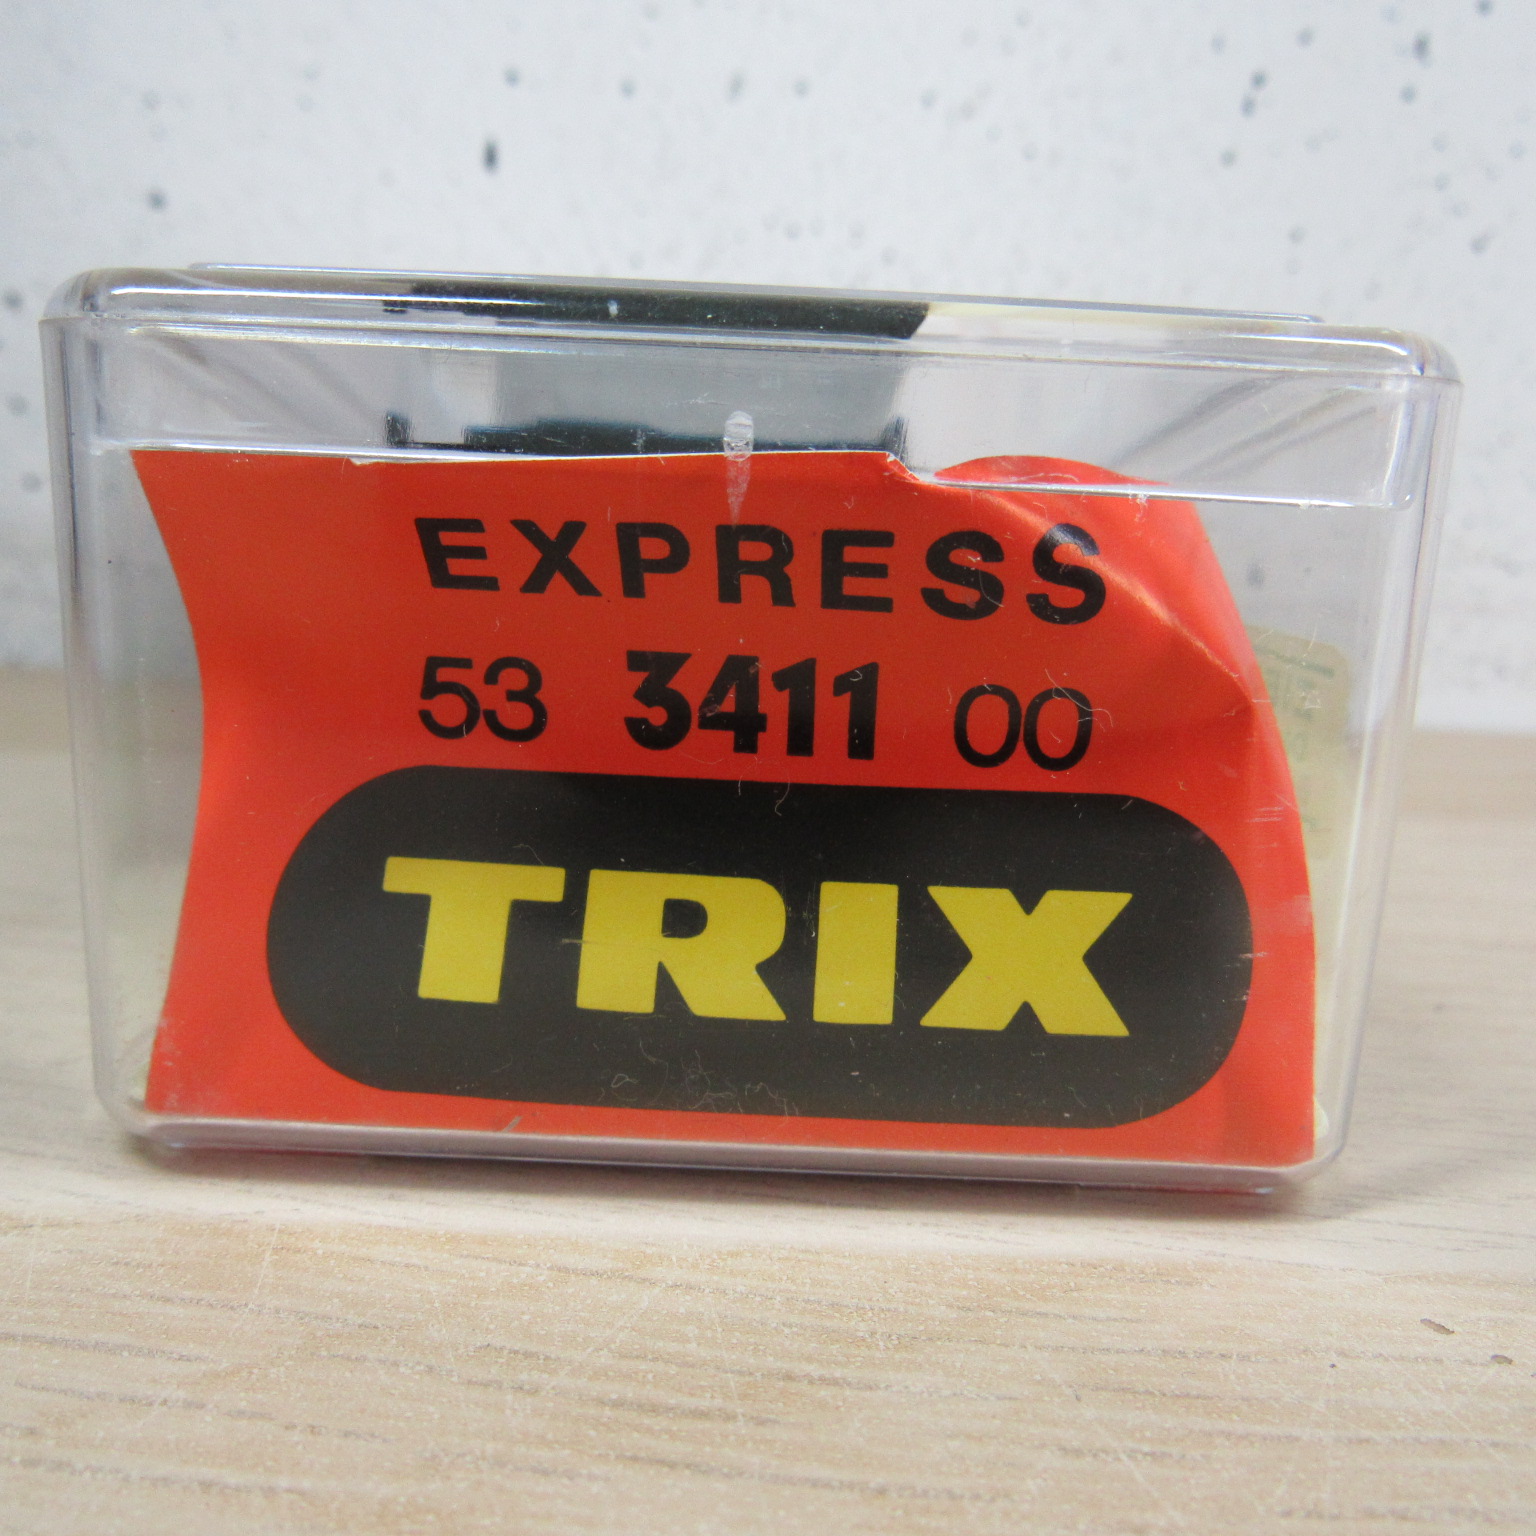 EXPRESS
53 3411 00
TRIX